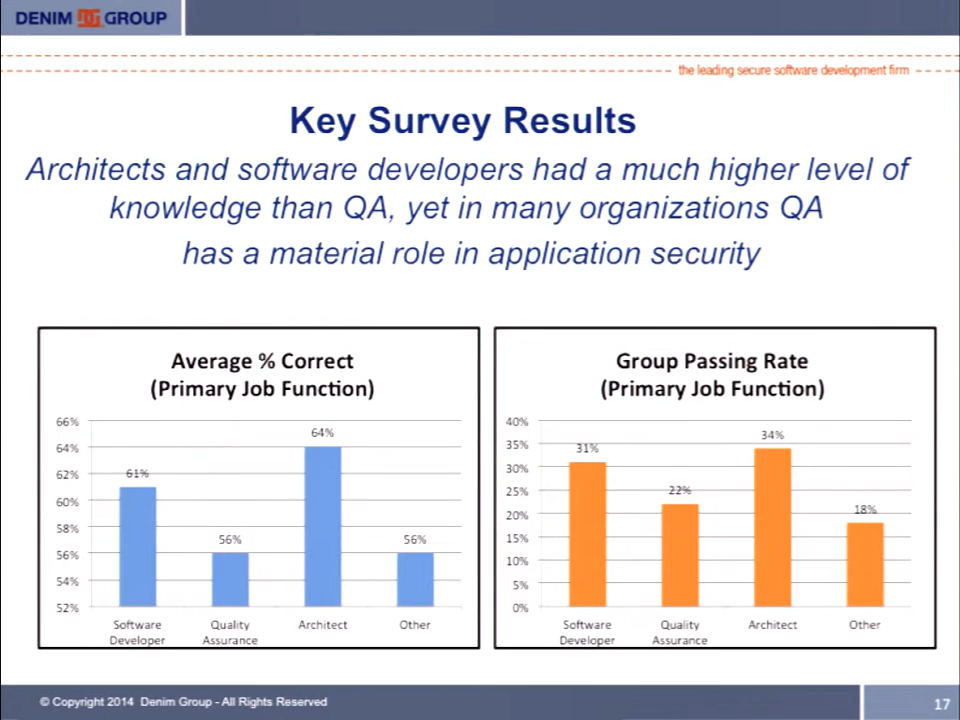 DENIM GROUP
the leading secure software development firm
Key Survey Results
Architects and software developers had a much higher level of
knowledge than QA, yet in many organizations QA
has a material role in application security
Average % Correct
(Primary Job Function)
66%
64%
62%
60%
58%
56%
54%
52%
61%
56%
64%
56%
Software
Developer
Quality
Assurance
Architect
Other
Group Passing Rate
(Primary Job Function)
40%
35%
30%
25%
20%
15%
10%
5%
0%
31%
22%
34%
18%
Software
Developer
Quality
Assurance
Architect
Other
© Copyright 2014 Denim Group - All Rights Reserved
17